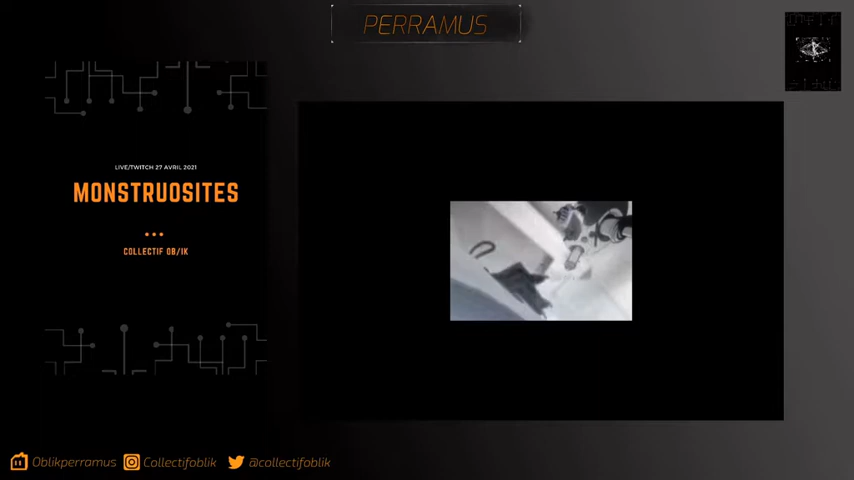 PERRAMUS
LIVE/TWITCH 27 AVRIL 2021
MONSTRUOSITES
COLLECTIF OB/IK
Oblikperramus
Collectifoblik
@collectifoblik